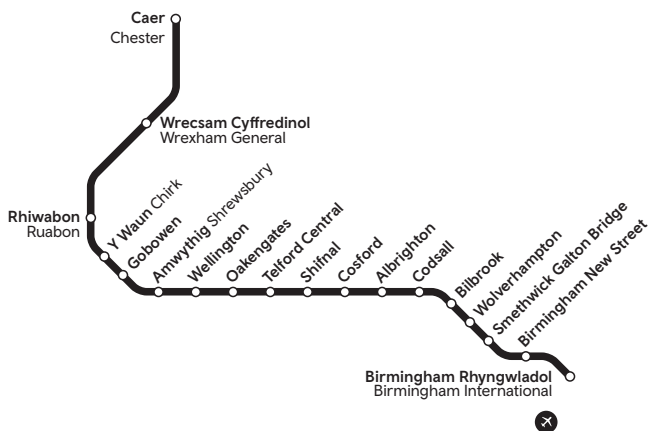 Caer
Chester
Wrecsam Cyffredinol
Wrexham General
Rhiwabon
Ruabon
Y Waun Chirk
Gobowen
Amwythig Shrewsbury
Wellington
Oakengates
Telford Central
Shifnal
Cosford
Albrighton
Codsall
Bilbrook
Wolverhampton
Smethwick Galton Bridge
Birmingham New Street
Birmingham Rhyngwladol
Birmingham International